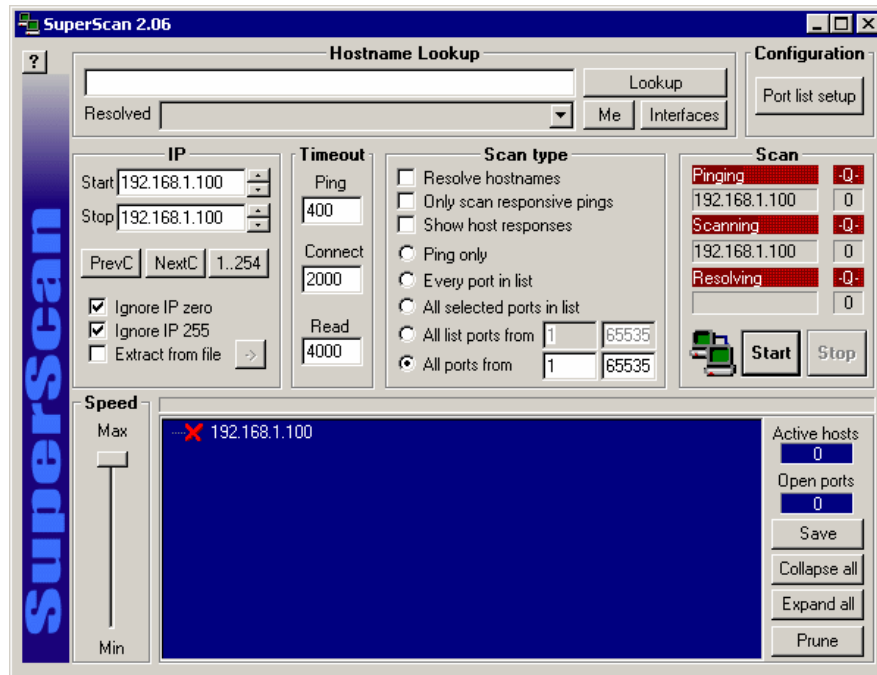 SuperScan 2.06
?
Hostname Lookup
Lookup
Resolved
Me
Interfaces
Configuration
Port list setup
IP
Start 192.168.1.100
Stop 192.168.1.100
PrevC NextC 1..254
Ignore IP zero
Ignore IP 255
Extract from file ->
Timeout
Ping
400
Connect
2000
Read
4000
Scan type
Resolve hostnames
Only scan responsive pings
Show host responses
Ping only
Every port in list
All selected ports in list
All list ports from 1 65535
All ports from 1 65535
Scan
Pinging -Q-
192.168.1.100 0
Scanning -Q-
192.168.1.100 0
Resolving -Q-
0
Start Stop
SuperScan
Speed
Max
Min
192.168.1.100
Active hosts
0
Open ports
0
Save
Collapse all
Expand all
Prune